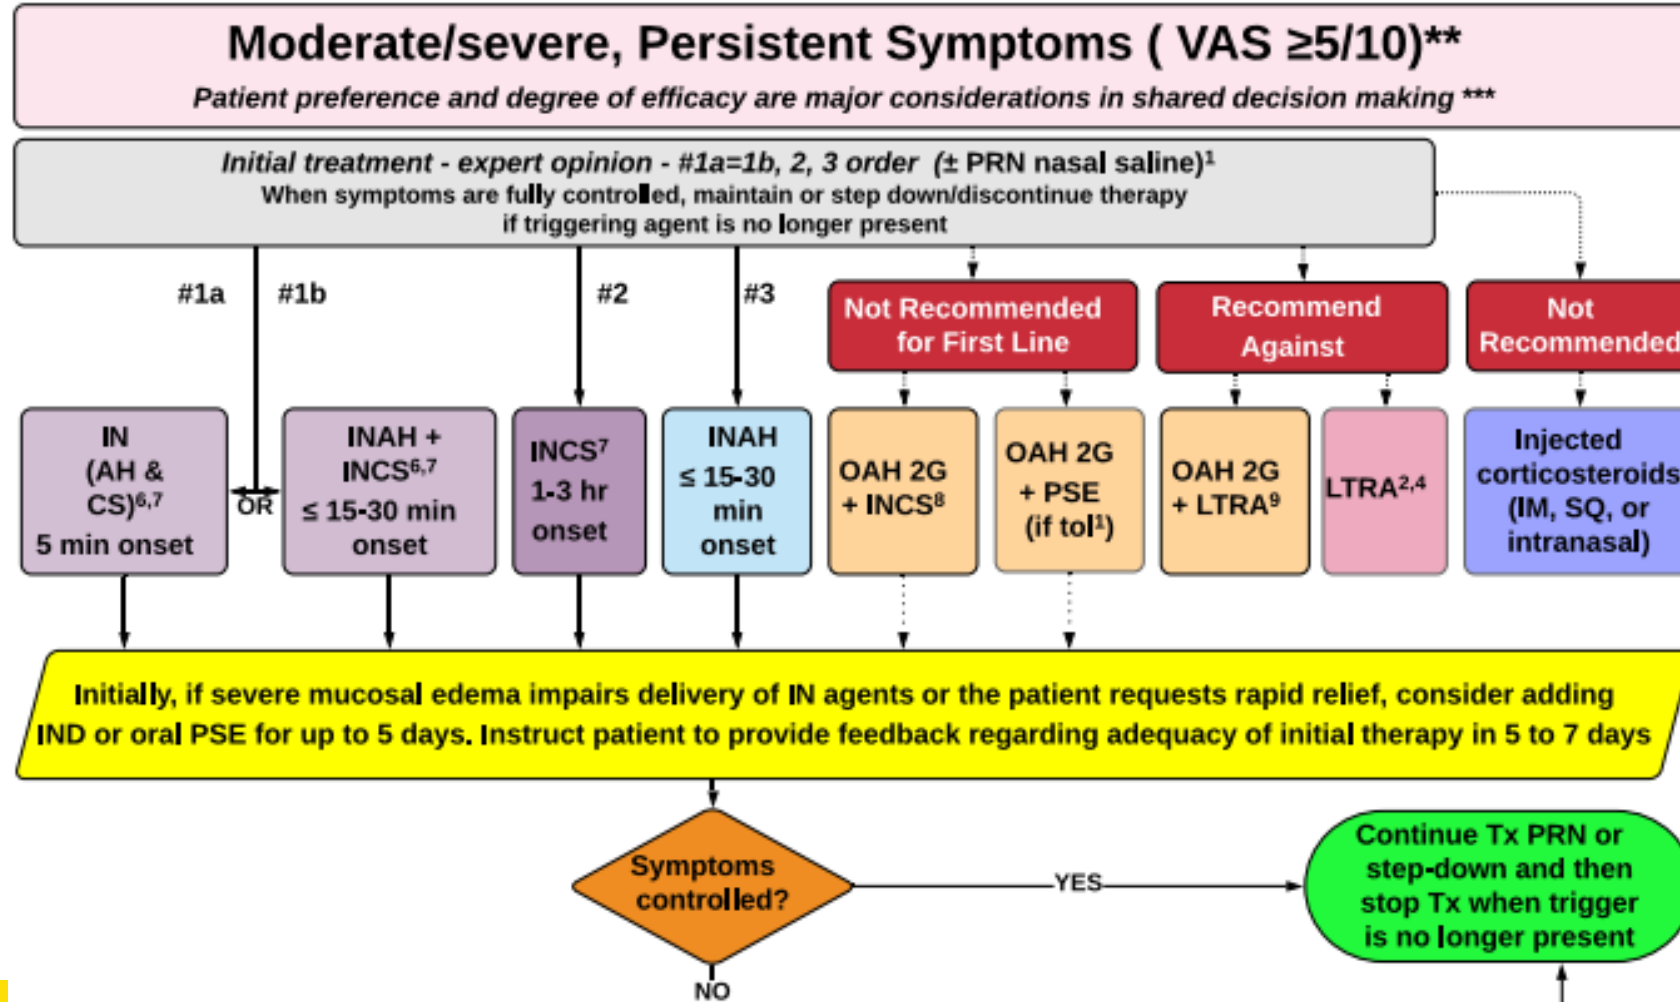 Moderate/severe, Persistent Symptoms ( VAS ≥5/10)**
Patient preference and degree of efficacy are major considerations in shared decision making ***
Initial treatment - expert opinion - #1a=1b, 2, 3 order (± PRN nasal saline)¹
When symptoms are fully controlled, maintain or step down/discontinue therapy
if triggering agent is no longer present
#1a
#1b
#2
#3
Not Recommended
for First Line
Recommend
Against
Not
Recommended
IN
(AH &
CS)⁶,⁷
5 min onset
OR
INAH +
INCS⁶,⁷
≤ 15-30 min
onset
INCS⁷
1-3 hr
onset
INAH
≤ 15-30
min
onset
OAH 2G
+ INCS⁸
OAH 2G
+ PSE
(if tol¹)
OAH 2G
+ LTRA⁹
LTRA²,⁴
Injected
corticosteroids
(IM, SQ, or
intranasal)
Initially, if severe mucosal edema impairs delivery of IN agents or the patient requests rapid relief, consider adding
IND or oral PSE for up to 5 days. Instruct patient to provide feedback regarding adequacy of initial therapy in 5 to 7 days
Symptoms
controlled?
YES
Continue Tx PRN or
step-down and then
stop Tx when trigger
is no longer present
NO